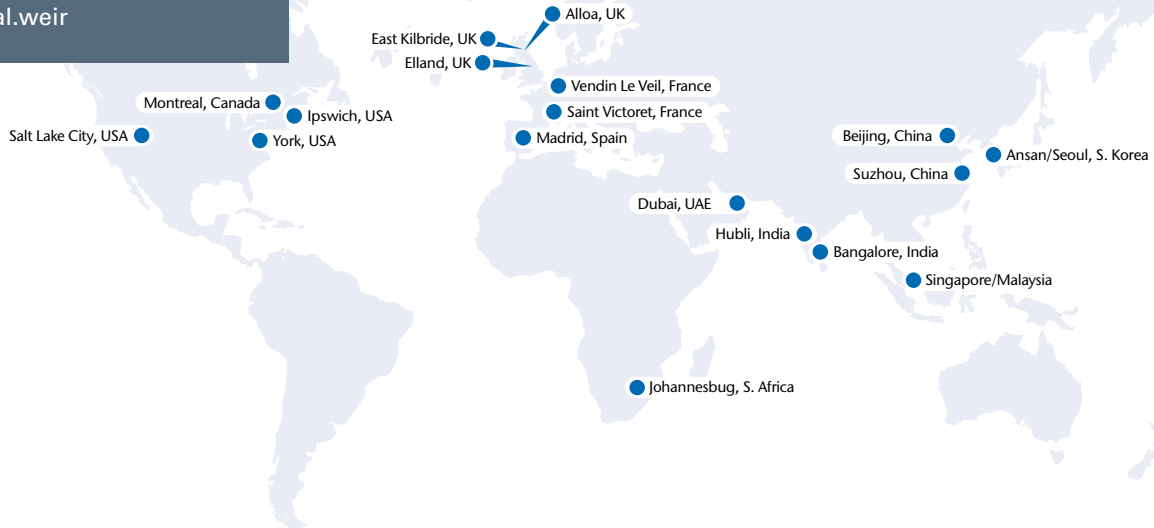 al.weir
Alloa, UK
East Kilbride, UK
Elland, UK
Vendin Le Veil, France
Montreal, Canada
Saint Victoret, France
Ipswich, USA
Salt Lake City, USA
York, USA
Madrid, Spain
Beijing, China
Ansan/Seoul, S. Korea
Suzhou, China
Dubai, UAE
Hubli, India
Bangalore, India
Singapore/Malaysia
Johannesbug, S. Africa